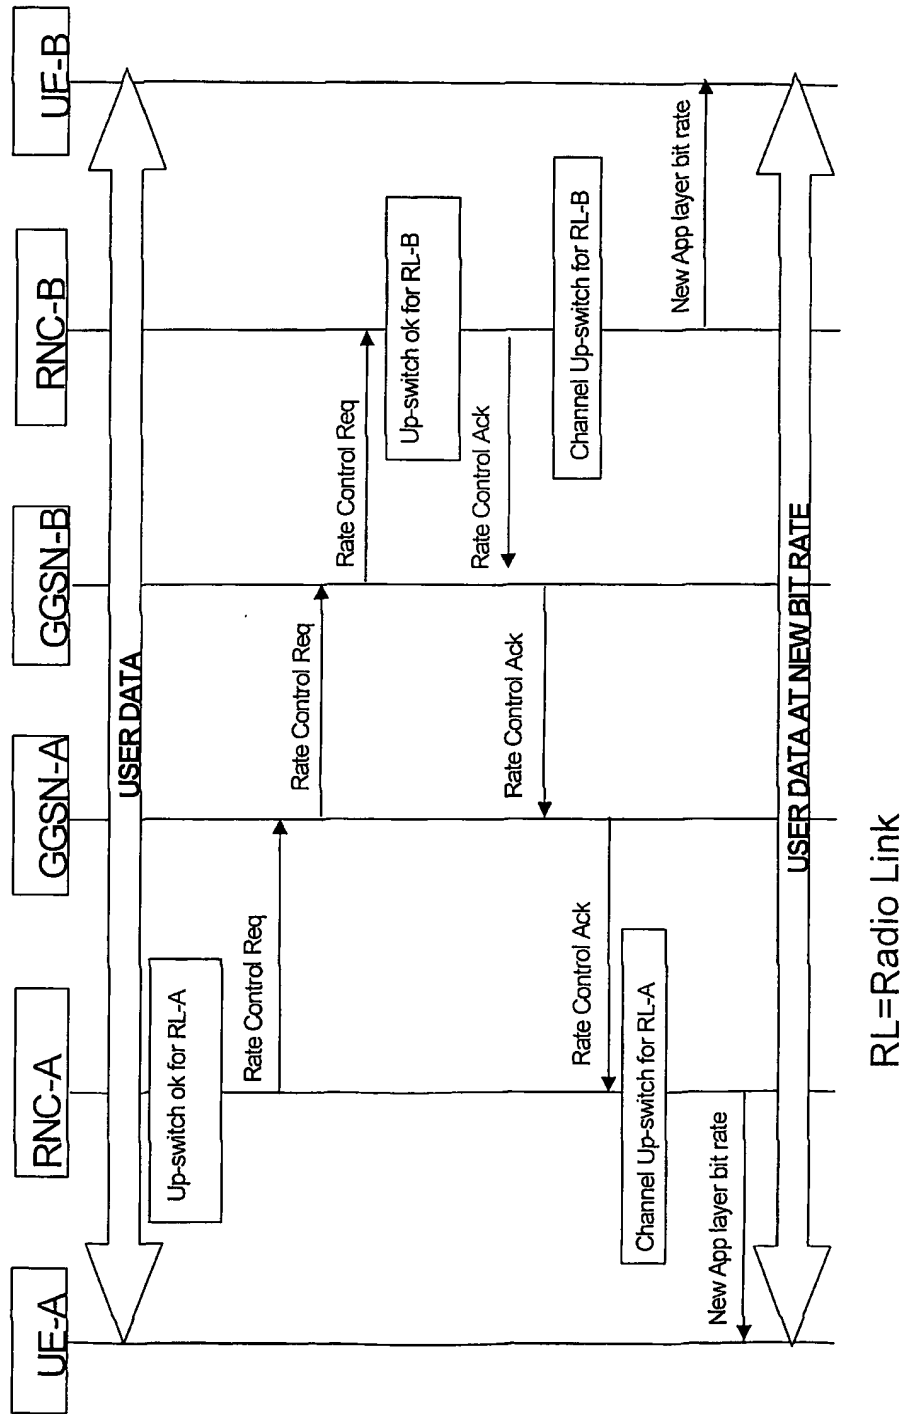 UE-A
RNC-A
GGSN-A
GGSN-B
RNC-B
UE-B
USER DATA
Up-switch ok for RL-A
Rate Control Req
Rate Control Req
Rate Control Req
Up-switch ok for RL-B
Rate Control Ack
Rate Control Ack
Channel Up-switch for RL-B
Rate Control Ack
Channel Up-switch for RL-A
New App layer bit rate
New App layer bit rate
USER DATA AT NEW BIT RATE
RL=Radio Link